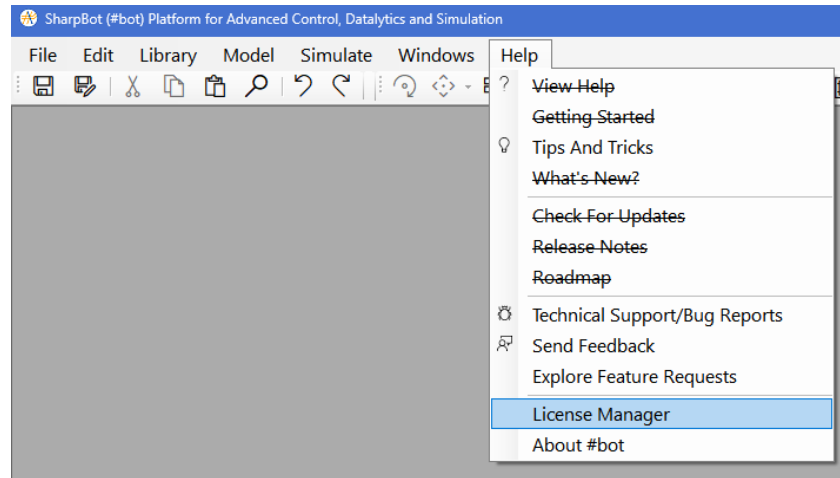 SharpBot (#bot) Platform for Advanced Control, Datalytics and Simulation
File Edit Library Model Simulate Windows Help
View Help
Getting Started
Tips And Tricks
What's New?
Check For Updates
Release Notes
Roadmap
Technical Support/Bug Reports
Send Feedback
Explore Feature Requests
License Manager
About #bot